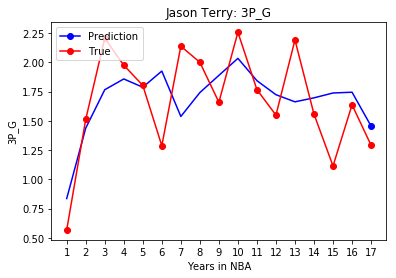 Jason Terry: 3P_G
Prediction
True
2.25
2.00
1.75
1.50
1.25
1.00
0.75
0.50
3P_G
1 2 3 4 5 6 7 8 9 10 11 12 13 14 15 16 17
Years in NBA